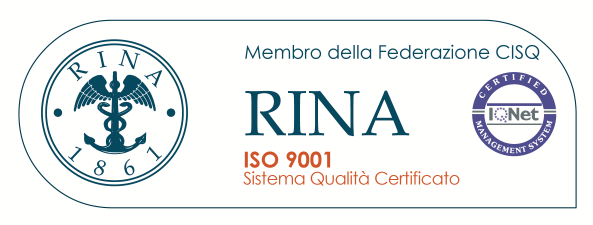 RINA
1861
Membro della Federazione CISQ
RINA
ISO 9001
Sistema Qualità Certificato
CERTIFIED
IQNet
MANAGEMENT SYSTEM